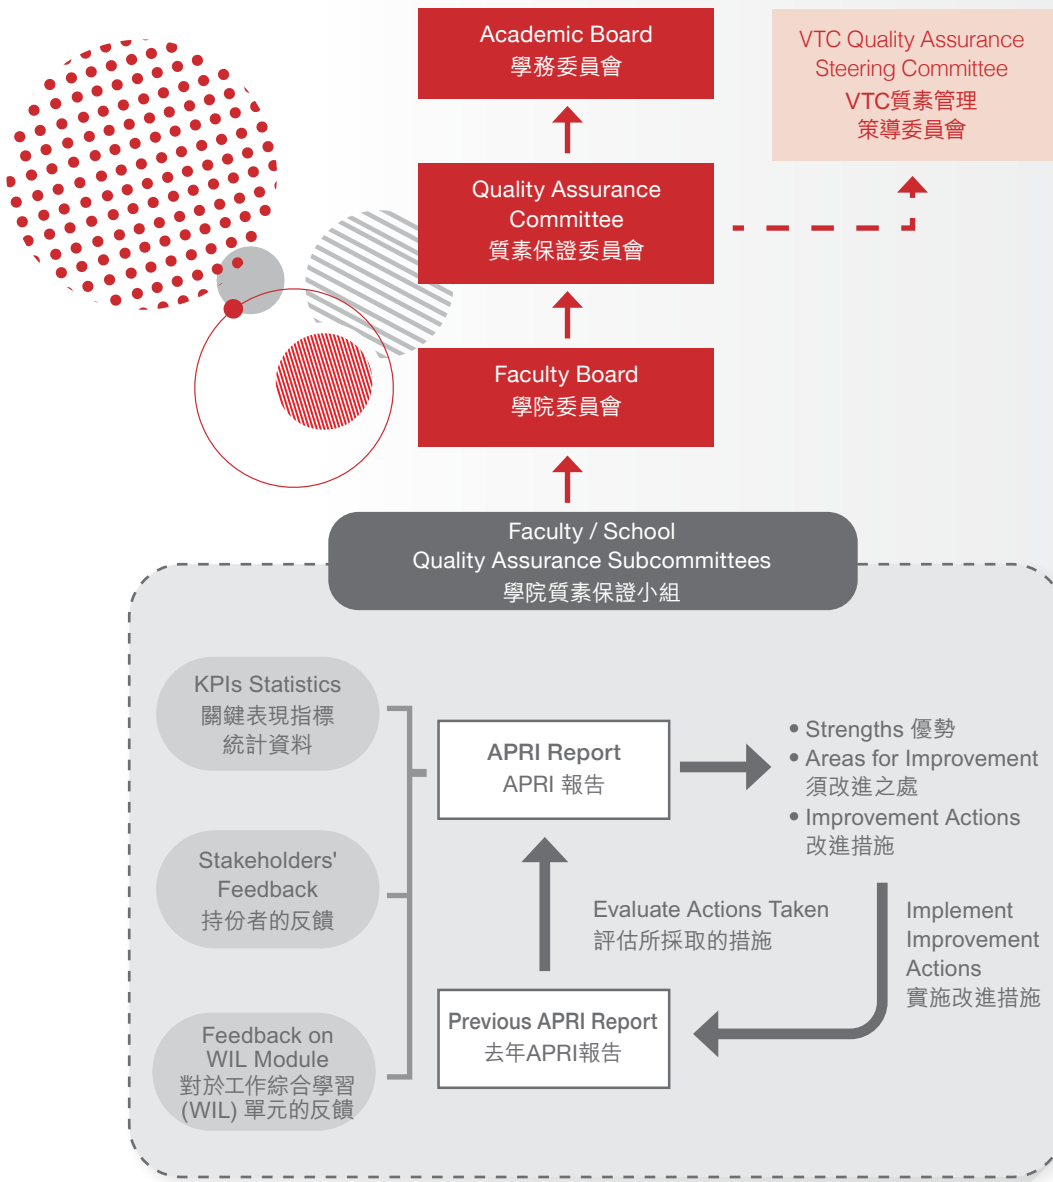 Academic Board
學務委員會
VTC Quality Assurance
Steering Committee
VTC質素管理
策導委員會
Quality Assurance
Committee
質素保證委員會
Faculty Board
學院委員會
Faculty / School
Quality Assurance Subcommittees
學院質素保證小組
KPIs Statistics
關鍵表現指標
統計資料
Stakeholders'
Feedback
持份者的反饋
Feedback on
WIL Module
對於工作綜合學習
(WIL) 單元的反饋
APRI Report
APRI 報告
• Strengths 優勢
• Areas for Improvement
須改進之處
• Improvement Actions
改進措施
Evaluate Actions Taken
評估所採取的措施
Implement
Improvement
Actions
實施改進措施
Previous APRI Report
去年APRI報告